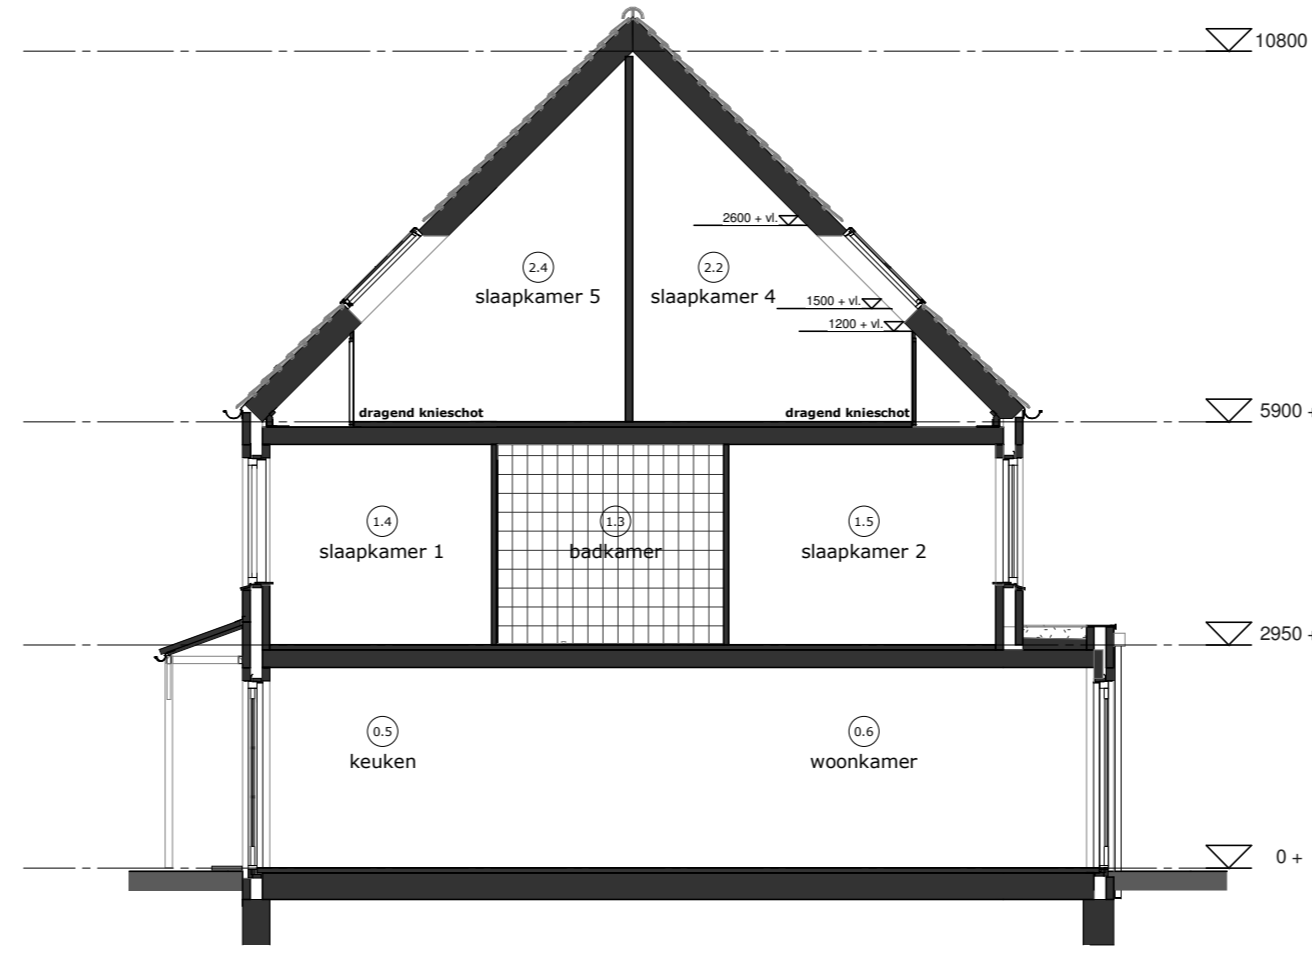 10800
2600 + vl.
2.4
slaapkamer 5
2.2
slaapkamer 4
1500 + vl.
1200 + vl.
dragend knieschot
dragend knieschot
5900 +
1.4
slaapkamer 1
1.3
badkamer
1.5
slaapkamer 2
2950 +
0.5
keuken
0.6
woonkamer
0 +